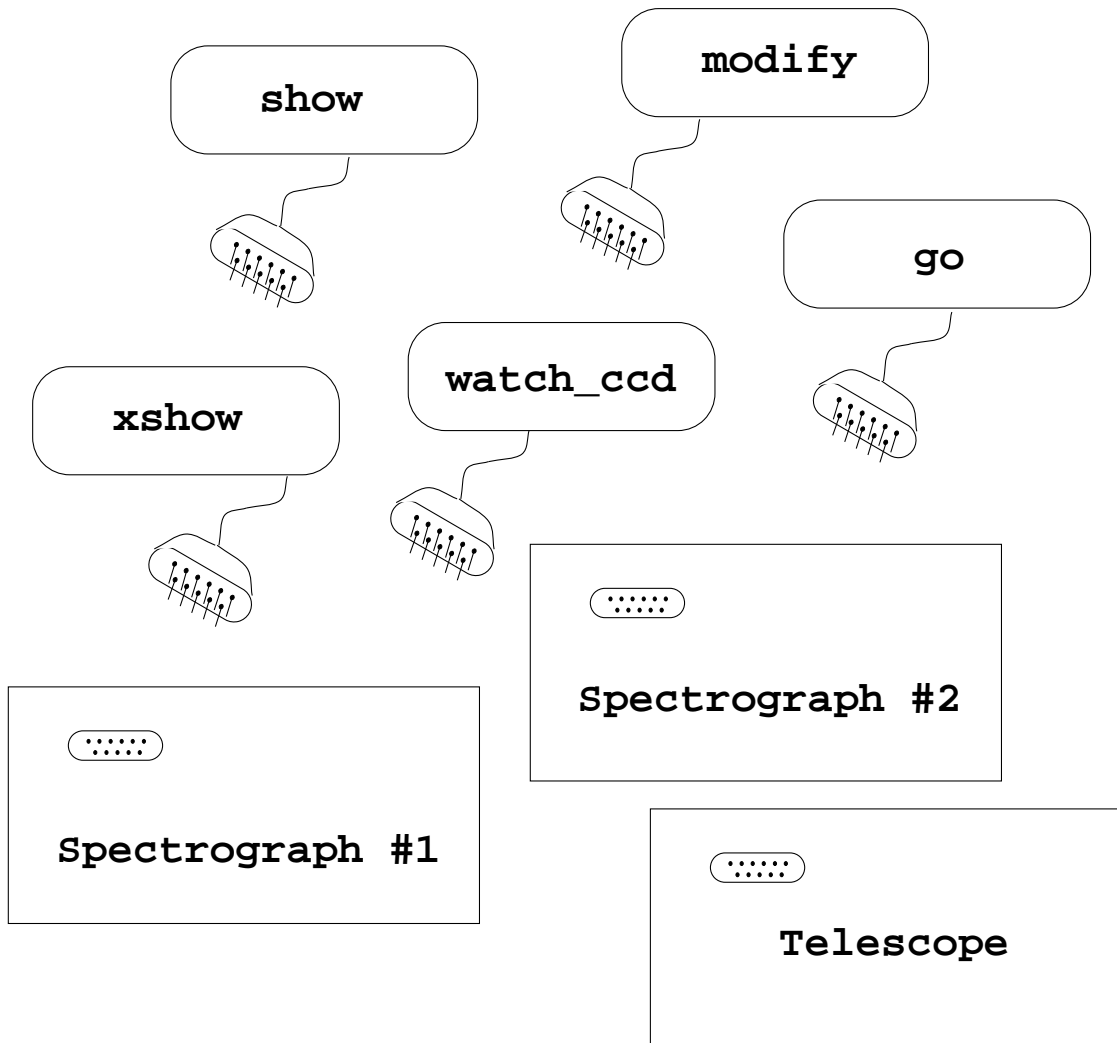 show
modify
go
xshow
watch_ccd
Spectrograph #2
Spectrograph #1
Telescope